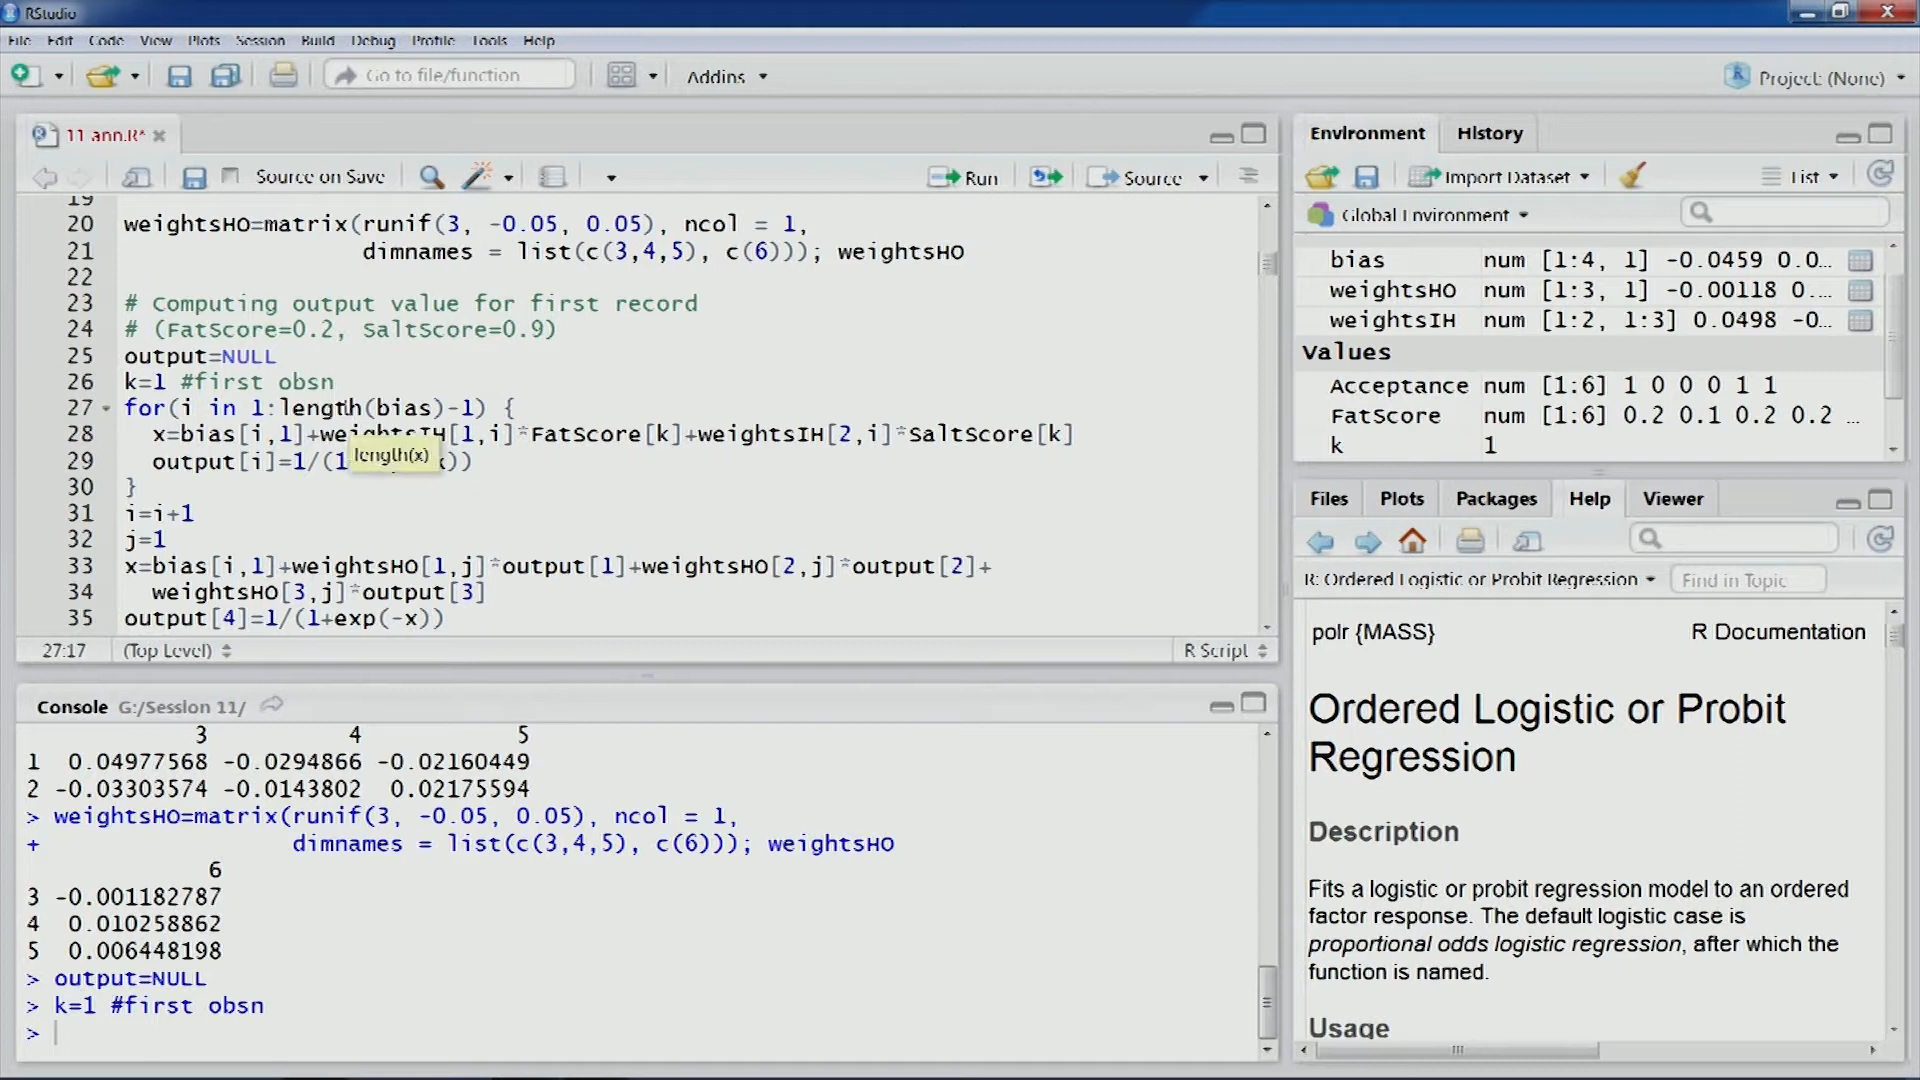 RStudio
File Edit Code View Plots Session Build Debug Profile Tools Help
Go to file/function Addins Project: (None)
11 ann.R*
Source on Save Run Source
19
20 weightsHO=matrix(runif(3, -0.05, 0.05), ncol = 1,
21 dimnames = list(c(3,4,5), c(6))); weightsHO
22
23 # Computing output value for first record
24 # (FatScore=0.2, SaltScore=0.9)
25 output=NULL
26 k=1 #first obsn
27 for(i in 1:length(bias)-1) {
28 x=bias[i,1]+weightsIH[1,i]*FatScore[k]+weightsIH[2,i]*SaltScore[k]
length(x)
29 output[i]=1/(1 x))
30 }
31 i=i+1
32 j=1
33 x=bias[i,1]+weightsHO[1,j]*output[1]+weightsHO[2,j]*output[2]+
34 weightsHO[3,j]*output[3]
35 output[4]=1/(1+exp(-x))
27:17 (Top Level) R Script
Console G:/Session 11/
3 4 5
1 0.04977568 -0.0294866 -0.02160449
2 -0.03303574 -0.0143802 0.02175594
> weightsHO=matrix(runif(3, -0.05, 0.05), ncol = 1,
+ dimnames = list(c(3,4,5), c(6))); weightsHO
6
3 -0.001182787
4 0.010258862
5 0.006448198
> output=NULL
> k=1 #first obsn
>
Environment History
Import Dataset List
Global Environment
bias num [1:4, 1] -0.0459 0.0...
weightsHO num [1:3, 1] -0.00118 0....
weightsIH num [1:2, 1:3] 0.0498 -0...
Values
Acceptance num [1:6] 1 0 0 0 1 1
FatScore num [1:6] 0.2 0.1 0.2 0.2 ...
k 1
Files Plots Packages Help Viewer
R: Ordered Logistic or Probit Regression Find in Topic
polr {MASS} R Documentation
Ordered Logistic or Probit
Regression
Description
Fits a logistic or probit regression model to an ordered
factor response. The default logistic case is
proportional odds logistic regression, after which the
function is named.
Usage